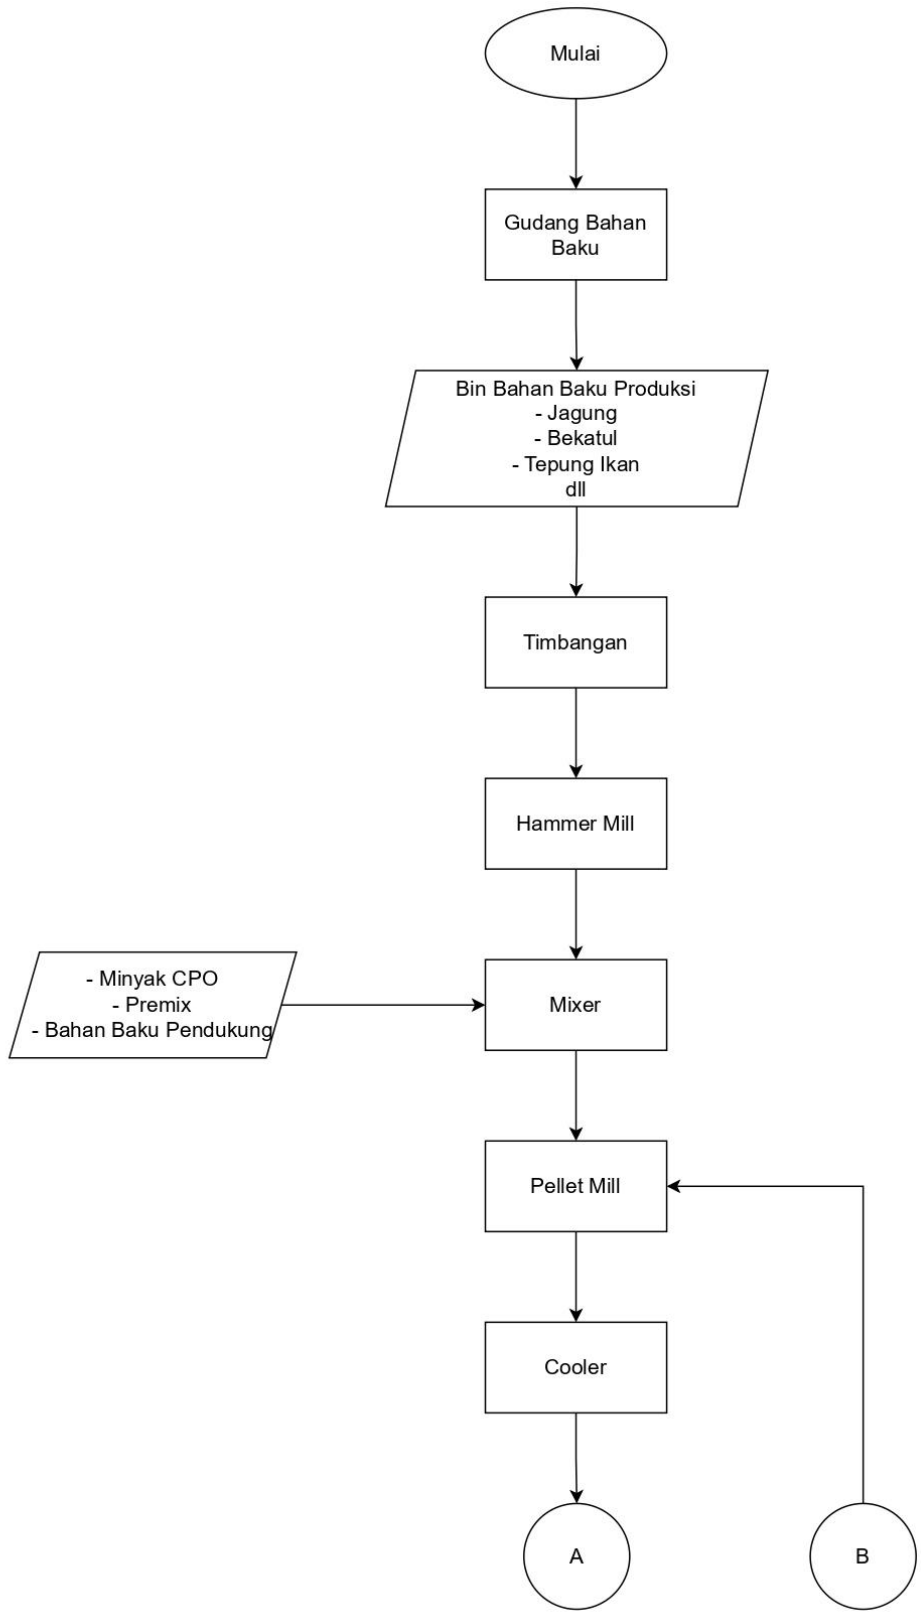 Mulai
Gudang Bahan
Baku
Bin Bahan Baku Produksi
- Jagung
- Bekatul
- Tepung Ikan
dll
Timbangan
Hammer Mill
- Minyak CPO
- Premix
- Bahan Baku Pendukung
Mixer
Pellet Mill
Cooler
A
B